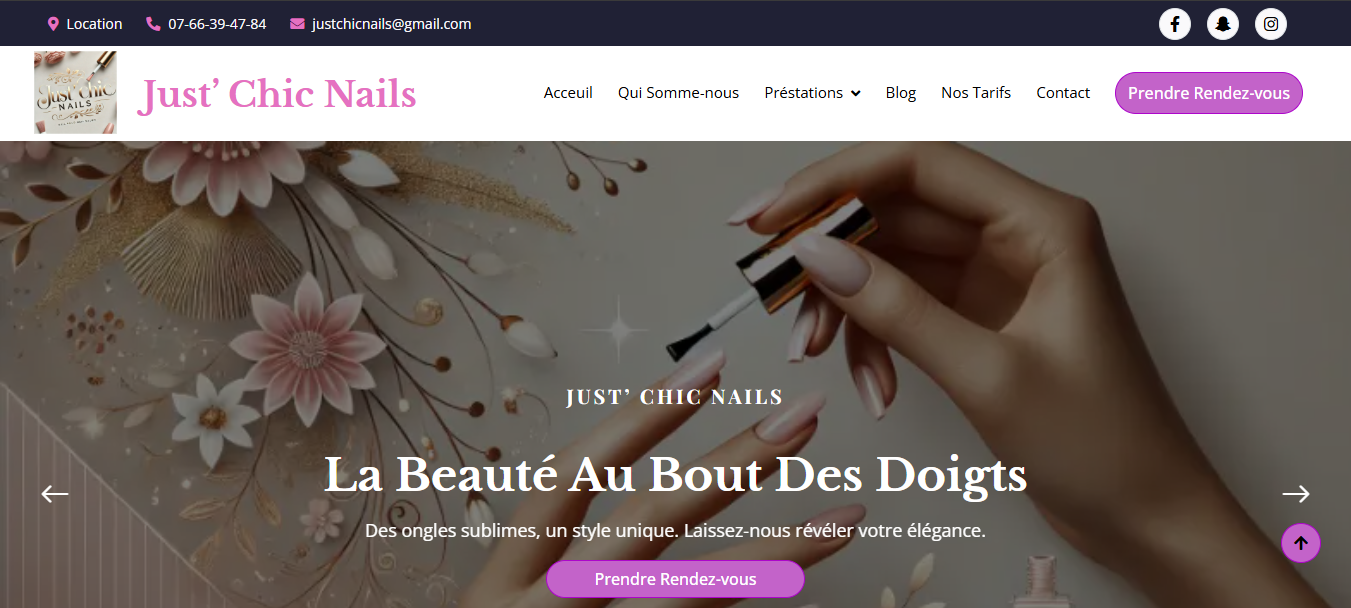 Location 07-66-39-47-84 justchicnails@gmail.com
Just' Chic
NAILS
Just’ Chic Nails
Acceuil Qui Somme-nous Préstations Blog Nos Tarifs Contact Prendre Rendez-vous
JUST’ CHIC NAILS
La Beauté Au Bout Des Doigts
Des ongles sublimes, un style unique. Laissez-nous révéler votre élégance.
Prendre Rendez-vous